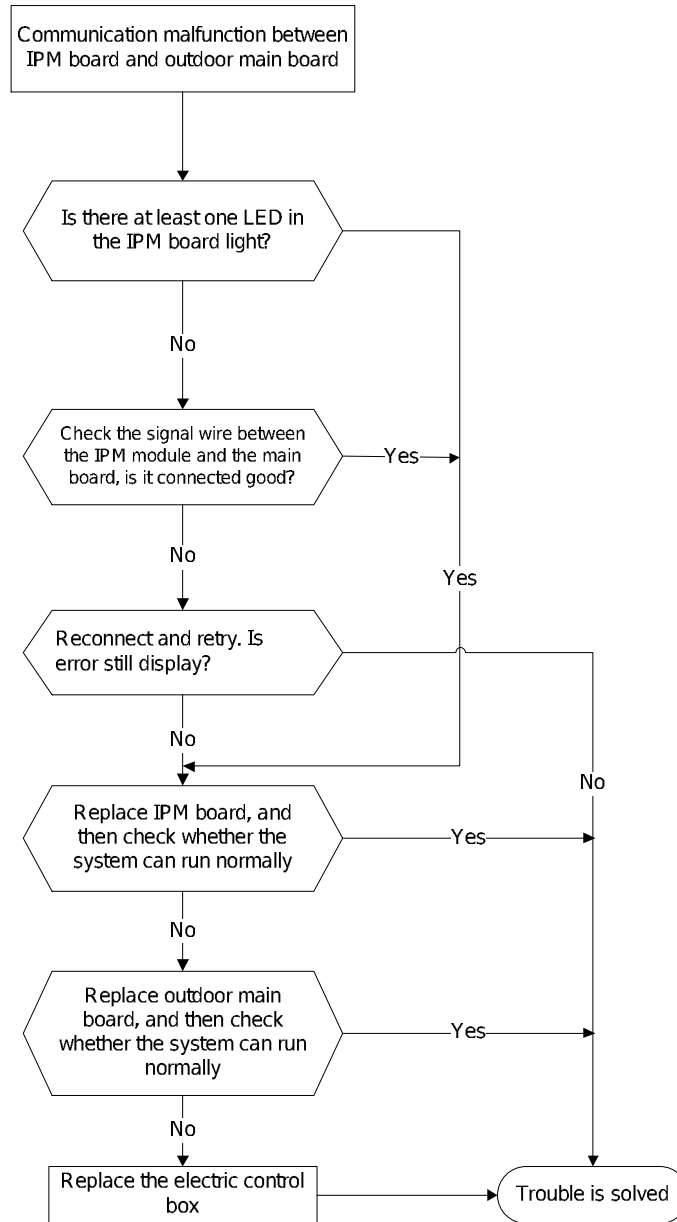 Communication malfunction between
IPM board and outdoor main board
Is there at least one LED in
the IPM board light?
No
Check the signal wire between
the IPM module and the main
board, is it connected good?
Yes
No
Yes
Reconnect and retry. Is
error still display?
No
No
Replace IPM board, and
then check whether the
system can run normally
Yes
No
Replace outdoor main
board, and then check
whether the system can run
normally
Yes
No
Replace the electric control
box
Trouble is solved